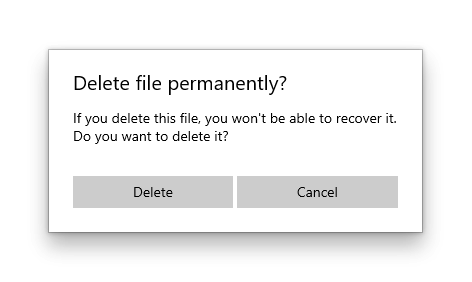 Delete file permanently?
If you delete this file, you won't be able to recover it.
Do you want to delete it?
Delete
Cancel